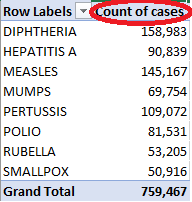 Row Labels Count of cases
DIPHTHERIA 158,983
HEPATITIS A 90,839
MEASLES 145,167
MUMPS 69,754
PERTUSSIS 109,072
POLIO 81,531
RUBELLA 53,205
SMALLPOX 50,916
Grand Total 759,467